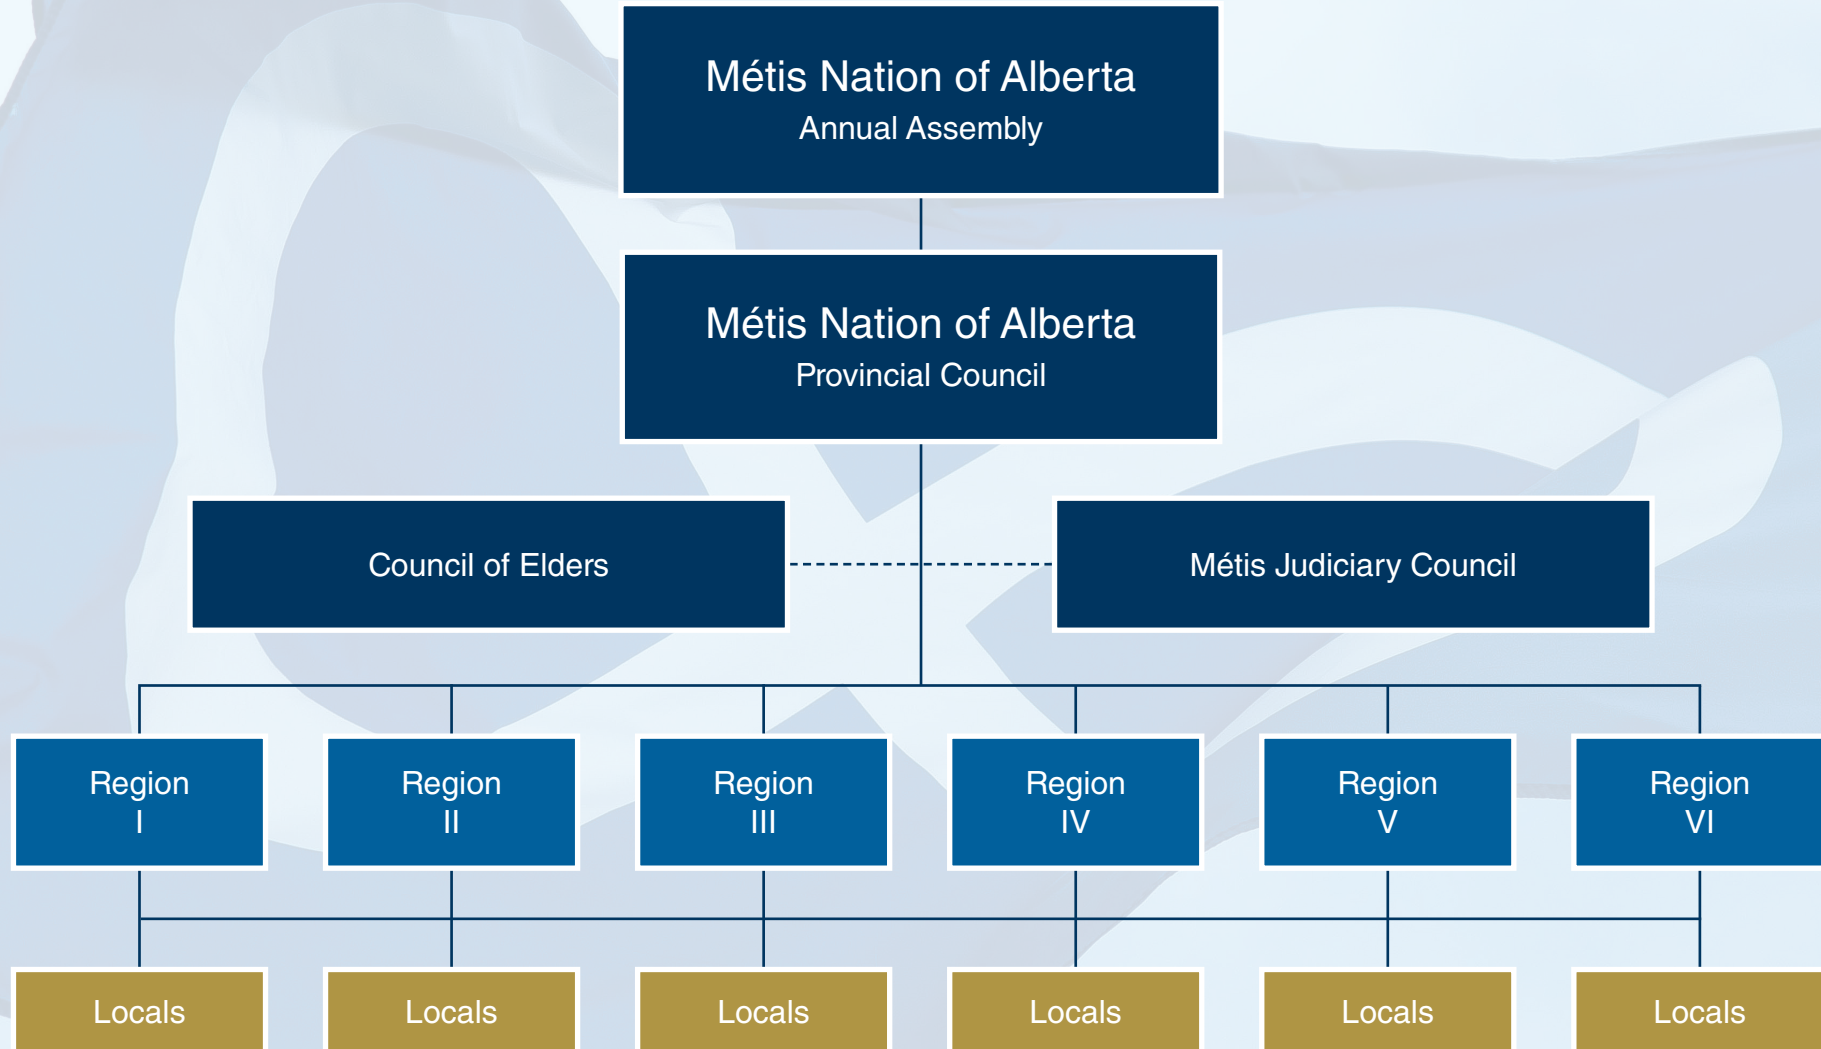 Métis Nation of Alberta
Annual Assembly
Métis Nation of Alberta
Provincial Council
Council of Elders
Métis Judiciary Council
Region
I
Region
II
Region
III
Region
IV
Region
V
Region
VI
Locals
Locals
Locals
Locals
Locals
Locals